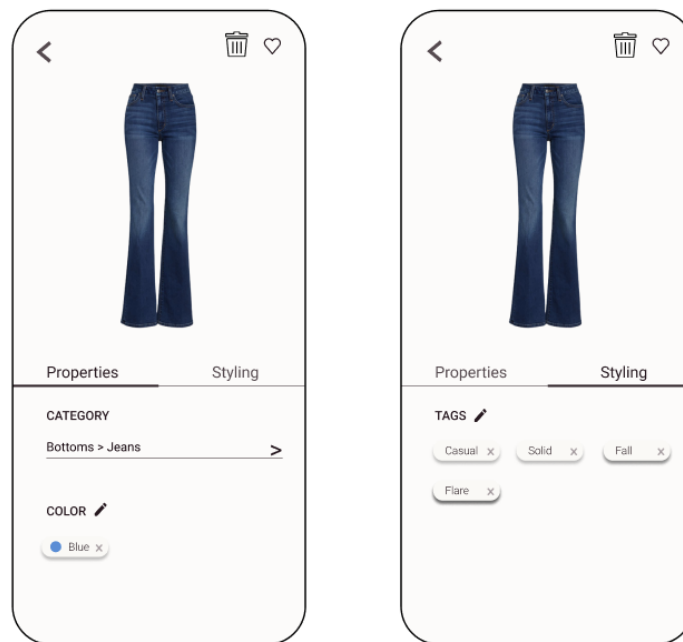 Properties Styling
CATEGORY
Bottoms > Jeans >
COLOR
Blue x
Properties Styling
TAGS
Casual x Solid x Fall x
Flare x